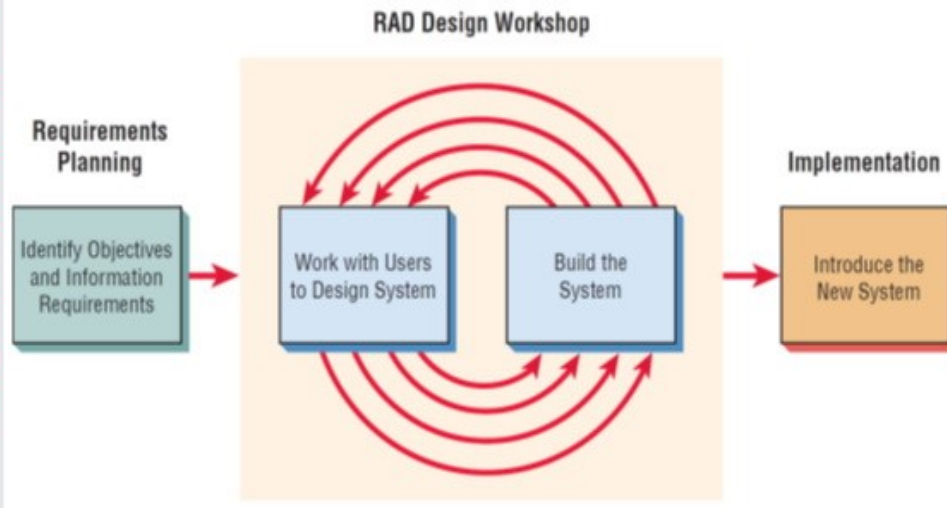 RAD Design Workshop
Requirements
Planning
Identify Objectives
and Information
Requirements
Work with Users
to Design System
Build the
System
Implementation
Introduce the
New System